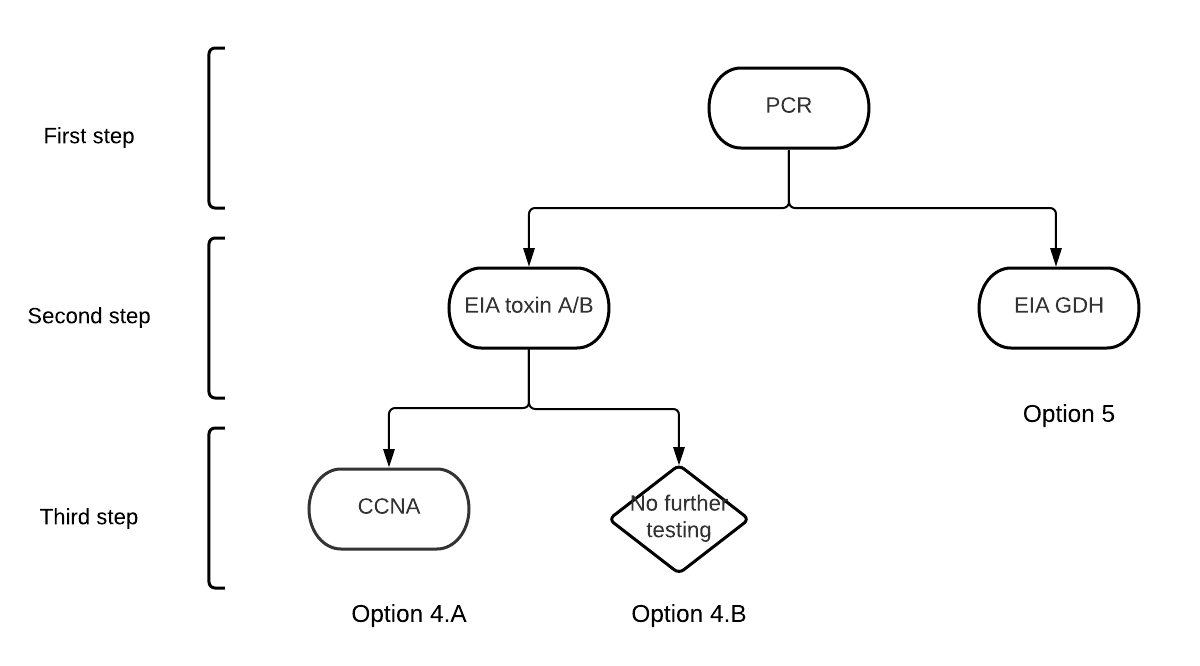 PCR
First step
EIA toxin A/B
EIA GDH
Second step
Option 5
CCNA
No further
testing
Third step
Option 4.A
Option 4.B